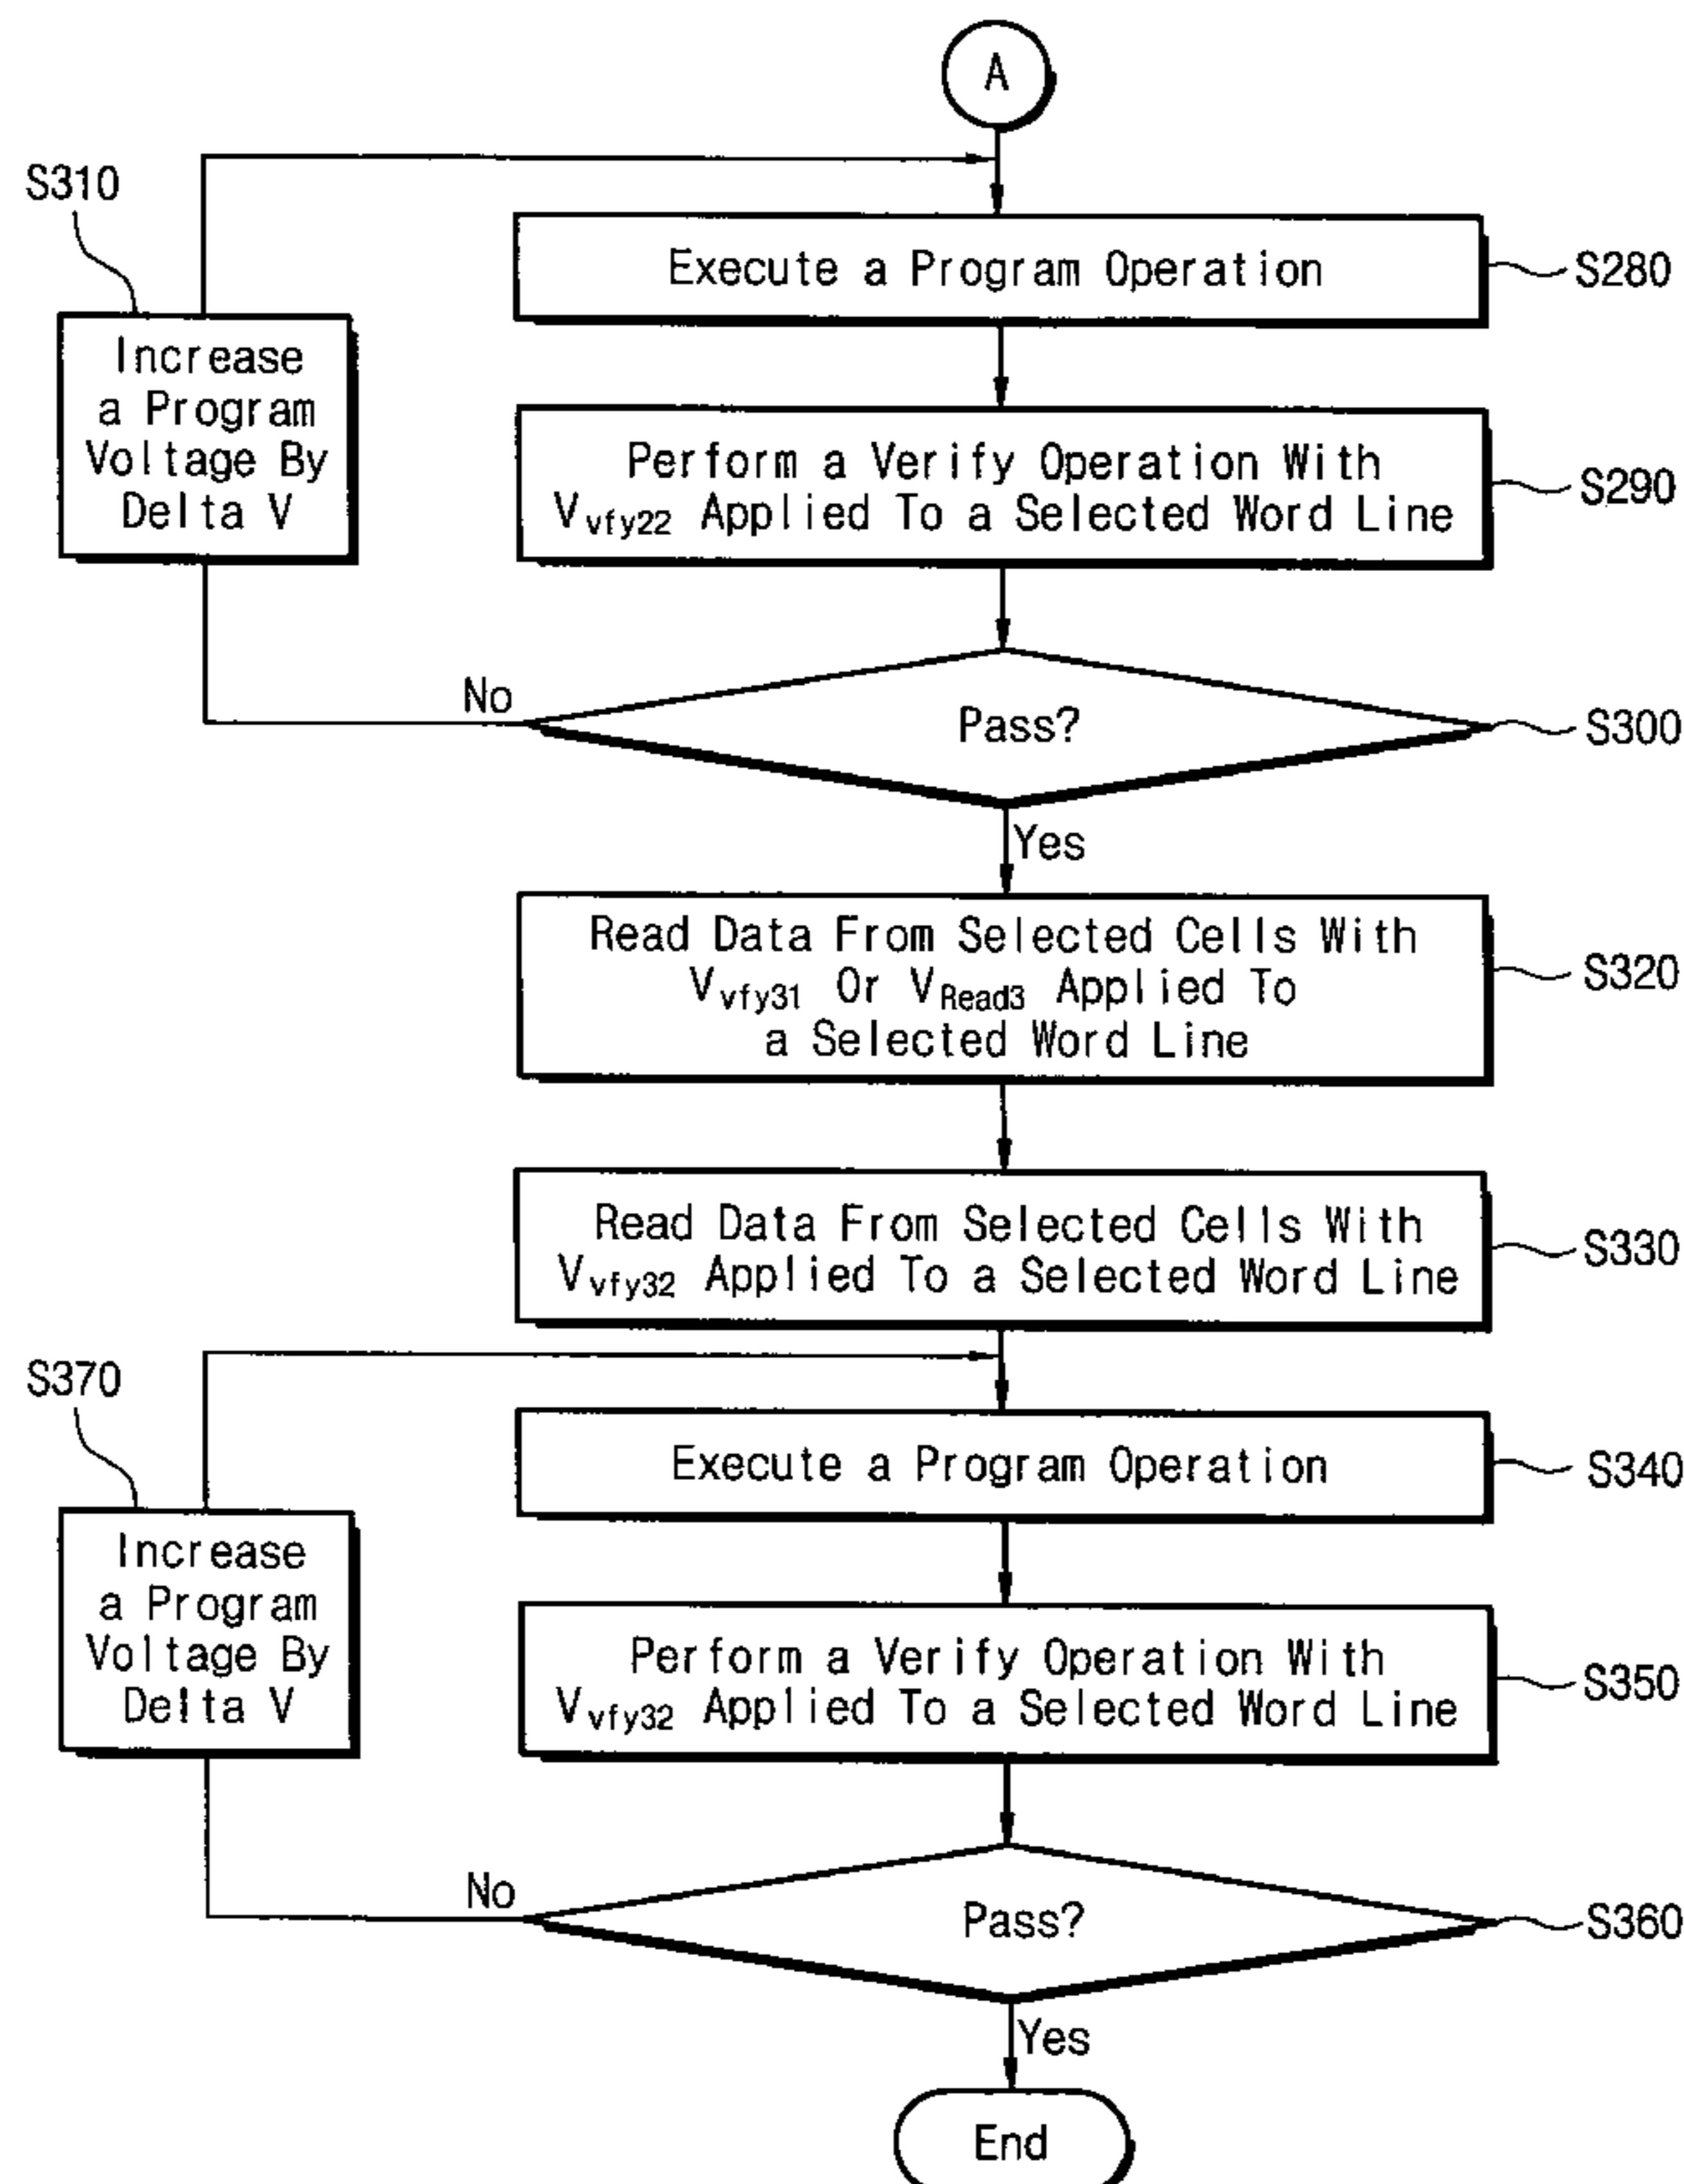 A
S310
Execute a Program Operation
S280
Increase
a Program
Voltage By
Delta V
Perform a Verify Operation With
Vvfy22 Applied To a Selected Word Line
S290
No
Pass?
S300
Yes
Read Data From Selected Cells With
Vvfy31 Or VRead3 Applied To
a Selected Word Line
S320
Read Data From Selected Cells With
Vvfy32 Applied To a Selected Word Line
S330
S370
Execute a Program Operation
S340
Increase
a Program
Voltage By
Delta V
Perform a Verify Operation With
Vvfy32 Applied To a Selected Word Line
S350
No
Pass?
S360
Yes
End